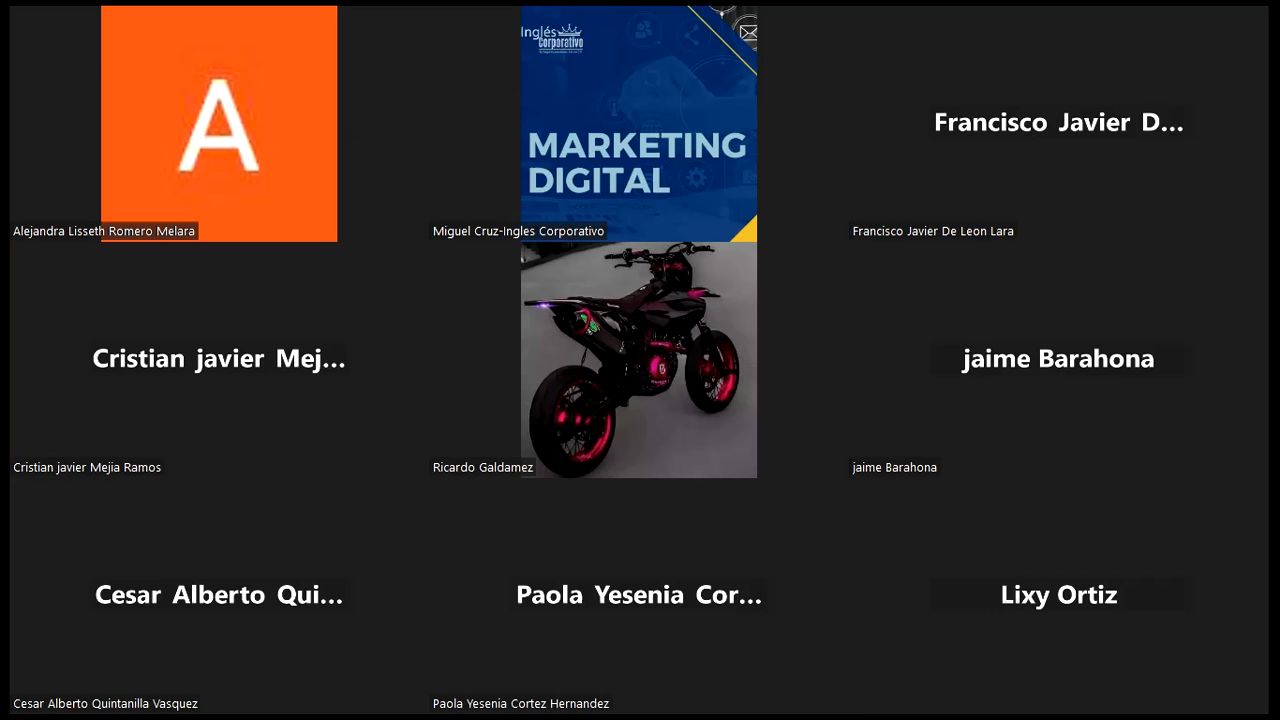 A
Inglés
Corporativo
MARKETING
DIGITAL
Francisco Javier D...
Alejandra Lisseth Romero Melara
Miguel Cruz-Ingles Corporativo
Francisco Javier De Leon Lara
Cristian javier Mej...
jaime Barahona
Cristian javier Mejia Ramos
Ricardo Galdamez
jaime Barahona
Cesar Alberto Qui...
Paola Yesenia Cor...
Lixy Ortiz
Cesar Alberto Quintanilla Vasquez
Paola Yesenia Cortez Hernandez